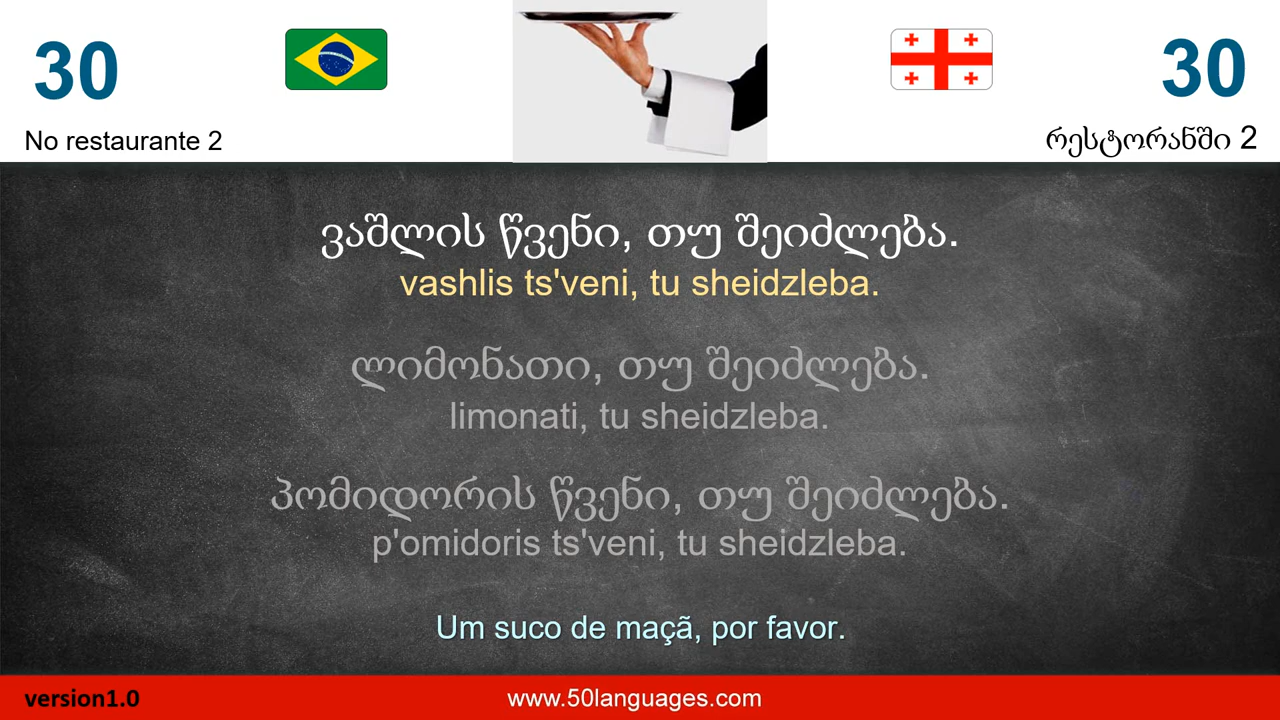 30
30
No restaurante 2
რესტორანში 2
ვაშლის წვენი, თუ შეიძლება.
vashlis ts'veni, tu sheidzleba.
ლიმონათი, თუ შეიძლება.
limonati, tu sheidzleba.
პომიდორის წვენი, თუ შეიძლება.
p'omidoris ts'veni, tu sheidzleba.
Um suco de maçã, por favor.
version1.0
www.50languages.com